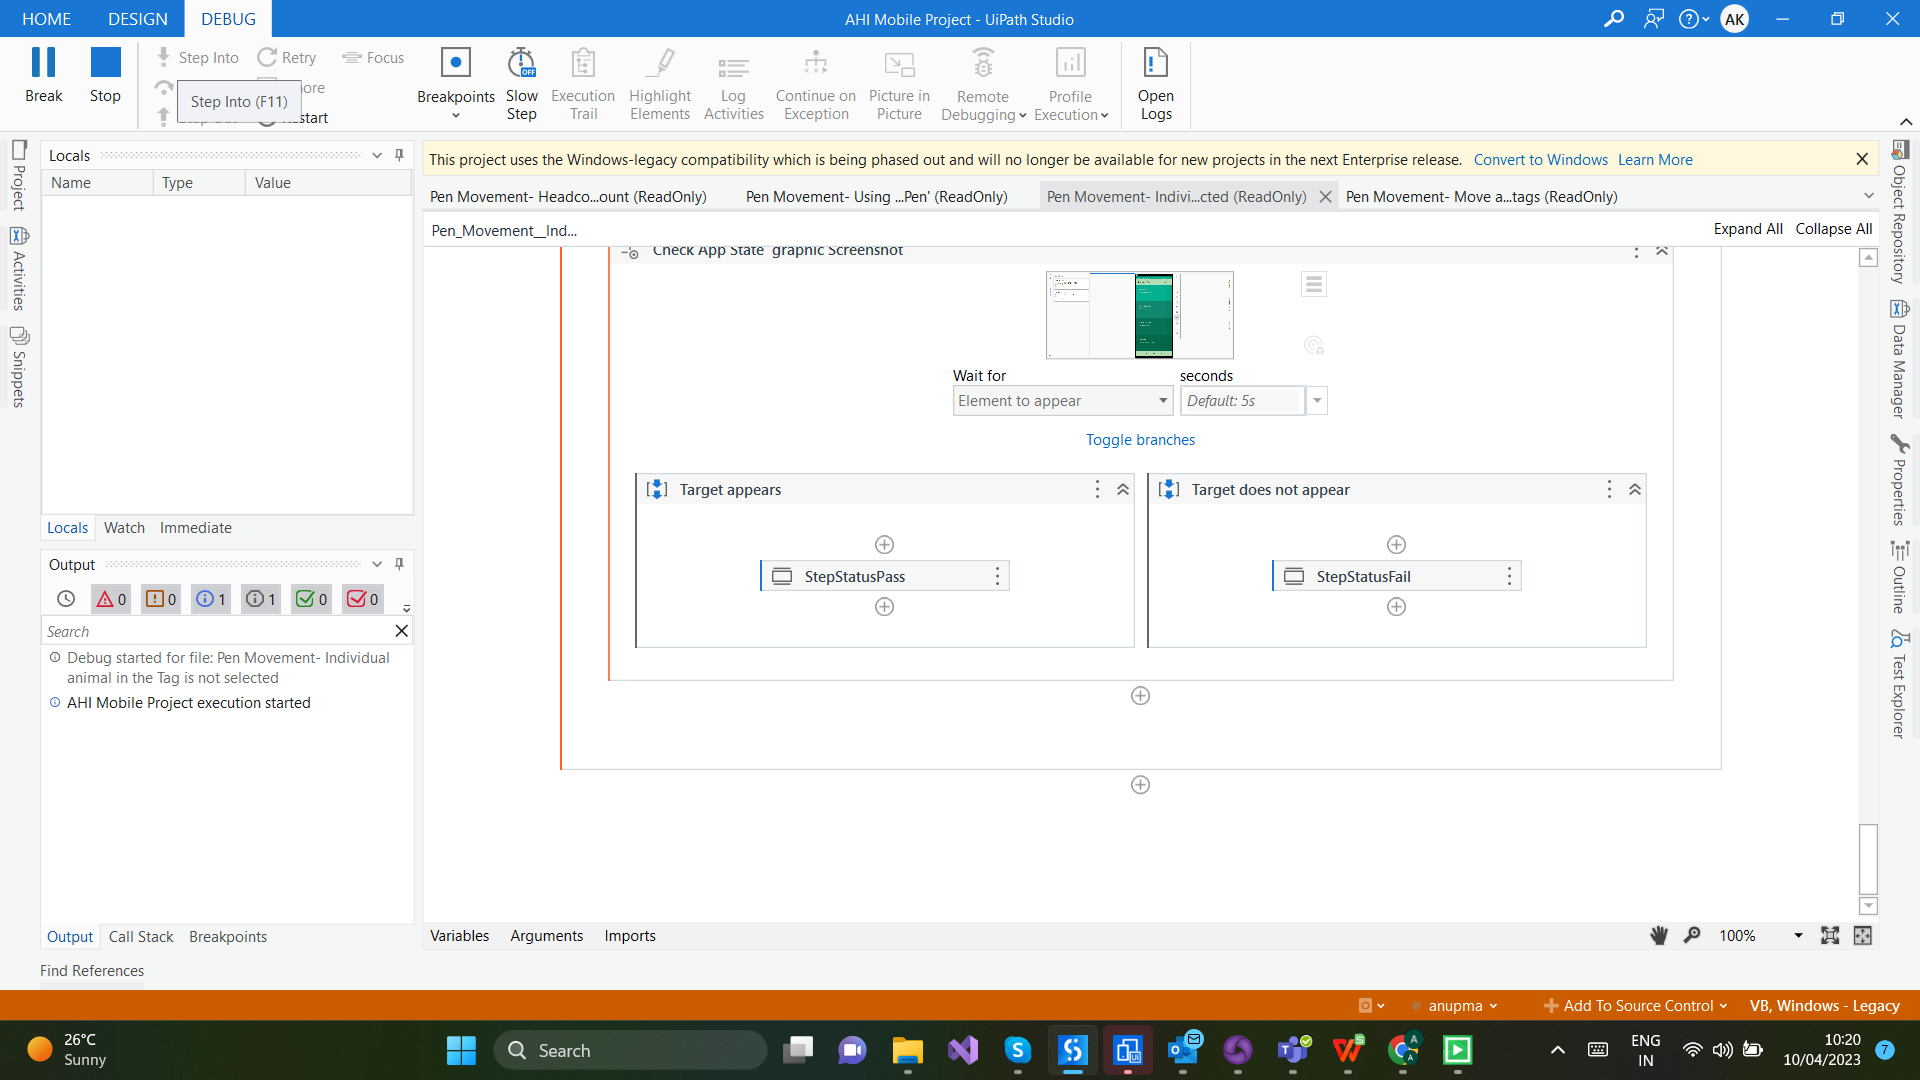 HOME DESIGN DEBUG AHI Mobile Project - UiPath Studio AK
Break
Stop
Step Into
Retry
Focus
Step Into (F11)
Restart
Breakpoints
Slow
Step
Execution
Trail
Highlight
Elements
Log
Activities
Continue on
Exception
Picture in
Picture
Remote
Debugging
Profile
Execution
Open
Logs
Project
Activities
Snippets
Locals
Name Type Value
Locals Watch Immediate
Output
0 0 1 1 0 0
Search
Debug started for file: Pen Movement- Individual
animal in the Tag is not selected
AHI Mobile Project execution started
Output Call Stack Breakpoints
Find References
This project uses the Windows-legacy compatibility which is being phased out and will no longer be available for new projects in the next Enterprise release. Convert to Windows Learn More
Pen Movement- Headco...ount (ReadOnly) Pen Movement- Using ...Pen' (ReadOnly) Pen Movement- Indivi...cted (ReadOnly) Pen Movement- Move a...tags (ReadOnly)
Pen_Movement__Ind... Expand All Collapse All
Check App State 'graphic Screenshot'
Wait for seconds
Element to appear Default: 5s
Toggle branches
Target appears Target does not appear
StepStatusPass StepStatusFail
Variables Arguments Imports 100%
Object Repository
Data Manager
Properties
Outline
Test Explorer
anupma Add To Source Control VB, Windows - Legacy
26°C
Sunny
Search
ENG
IN
10:20
10/04/2023
7